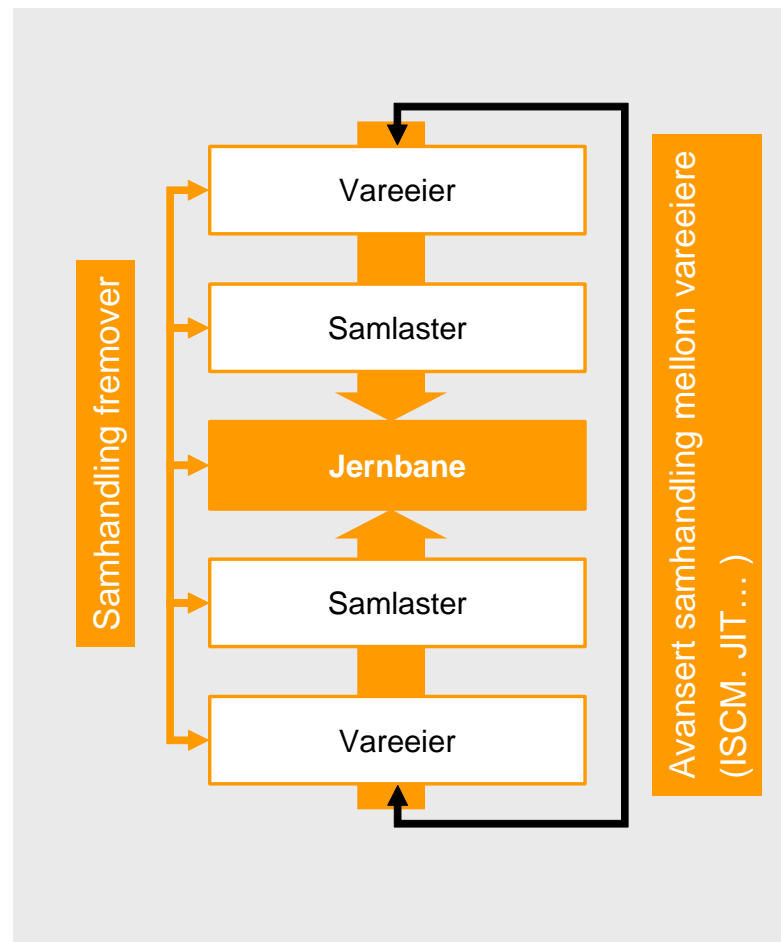 Samhandling fremover
Vareeier
Samlaster
Jernbane
Samlaster
Vareeier
Avansert samhandling mellom vareeiere
(ISCM. JIT… )